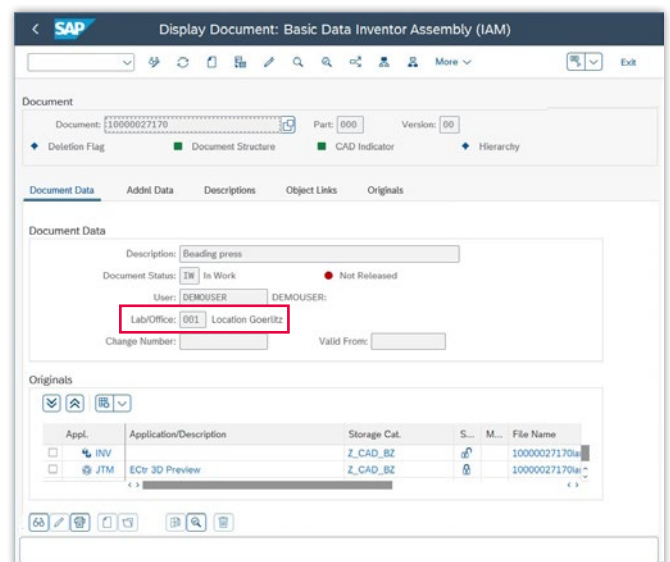 SAP Display Document: Basic Data Inventor Assembly (IAM)
More Exit
Document
Document: 10000027170 Part: 000 Version: 00
Deletion Flag Document Structure CAD Indicator Hierarchy
Document Data Addnl Data Descriptions Object Links Originals
Document Data
Description: Beading press
Document Status: IW In Work Not Released
User: DEMOUSER DEMOUSER:
Lab/Office: 001 Location Goerlitz
Change Number: Valid From:
Originals
Appl. Application/Description Storage Cat. S... M... File Name
INV Z_CAD_BZ
JTM ECtr 3D Preview Z_CAD_BZ